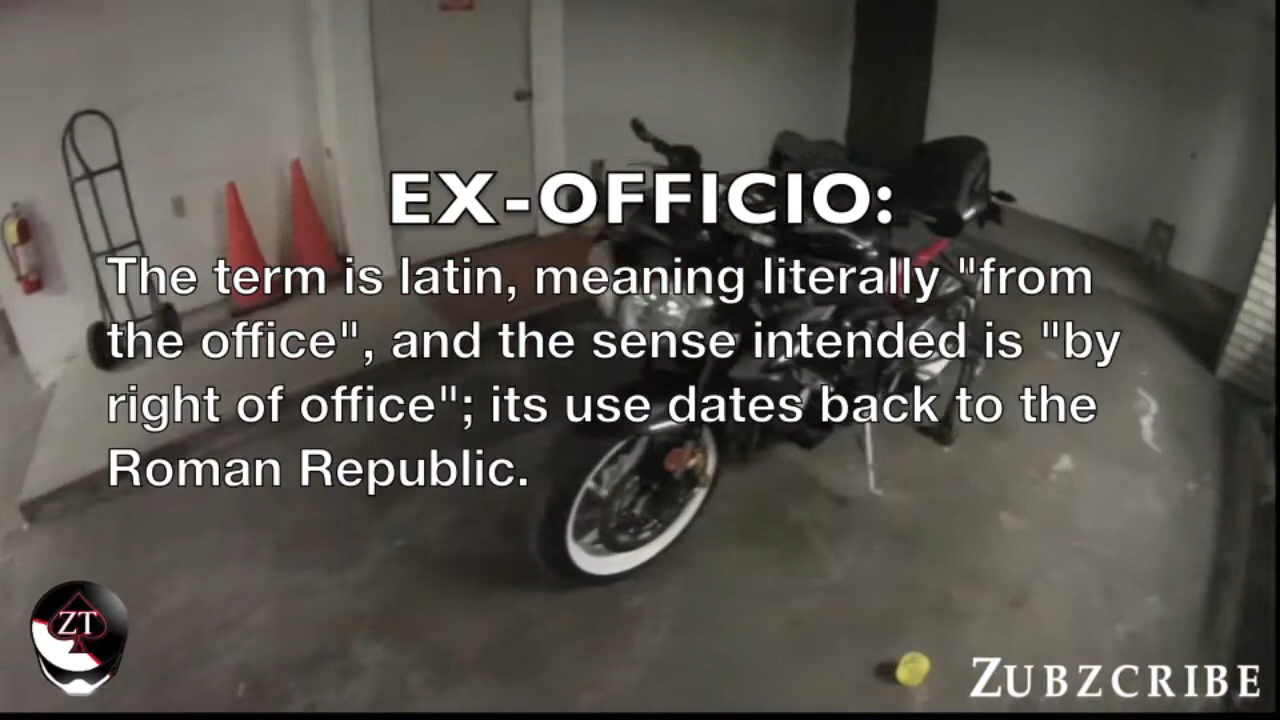 EX-OFFICIO:
The term is latin, meaning literally "from
the office", and the sense intended is "by
right of office"; its use dates back to the
Roman Republic.
ZT
ZUBZCRIBE